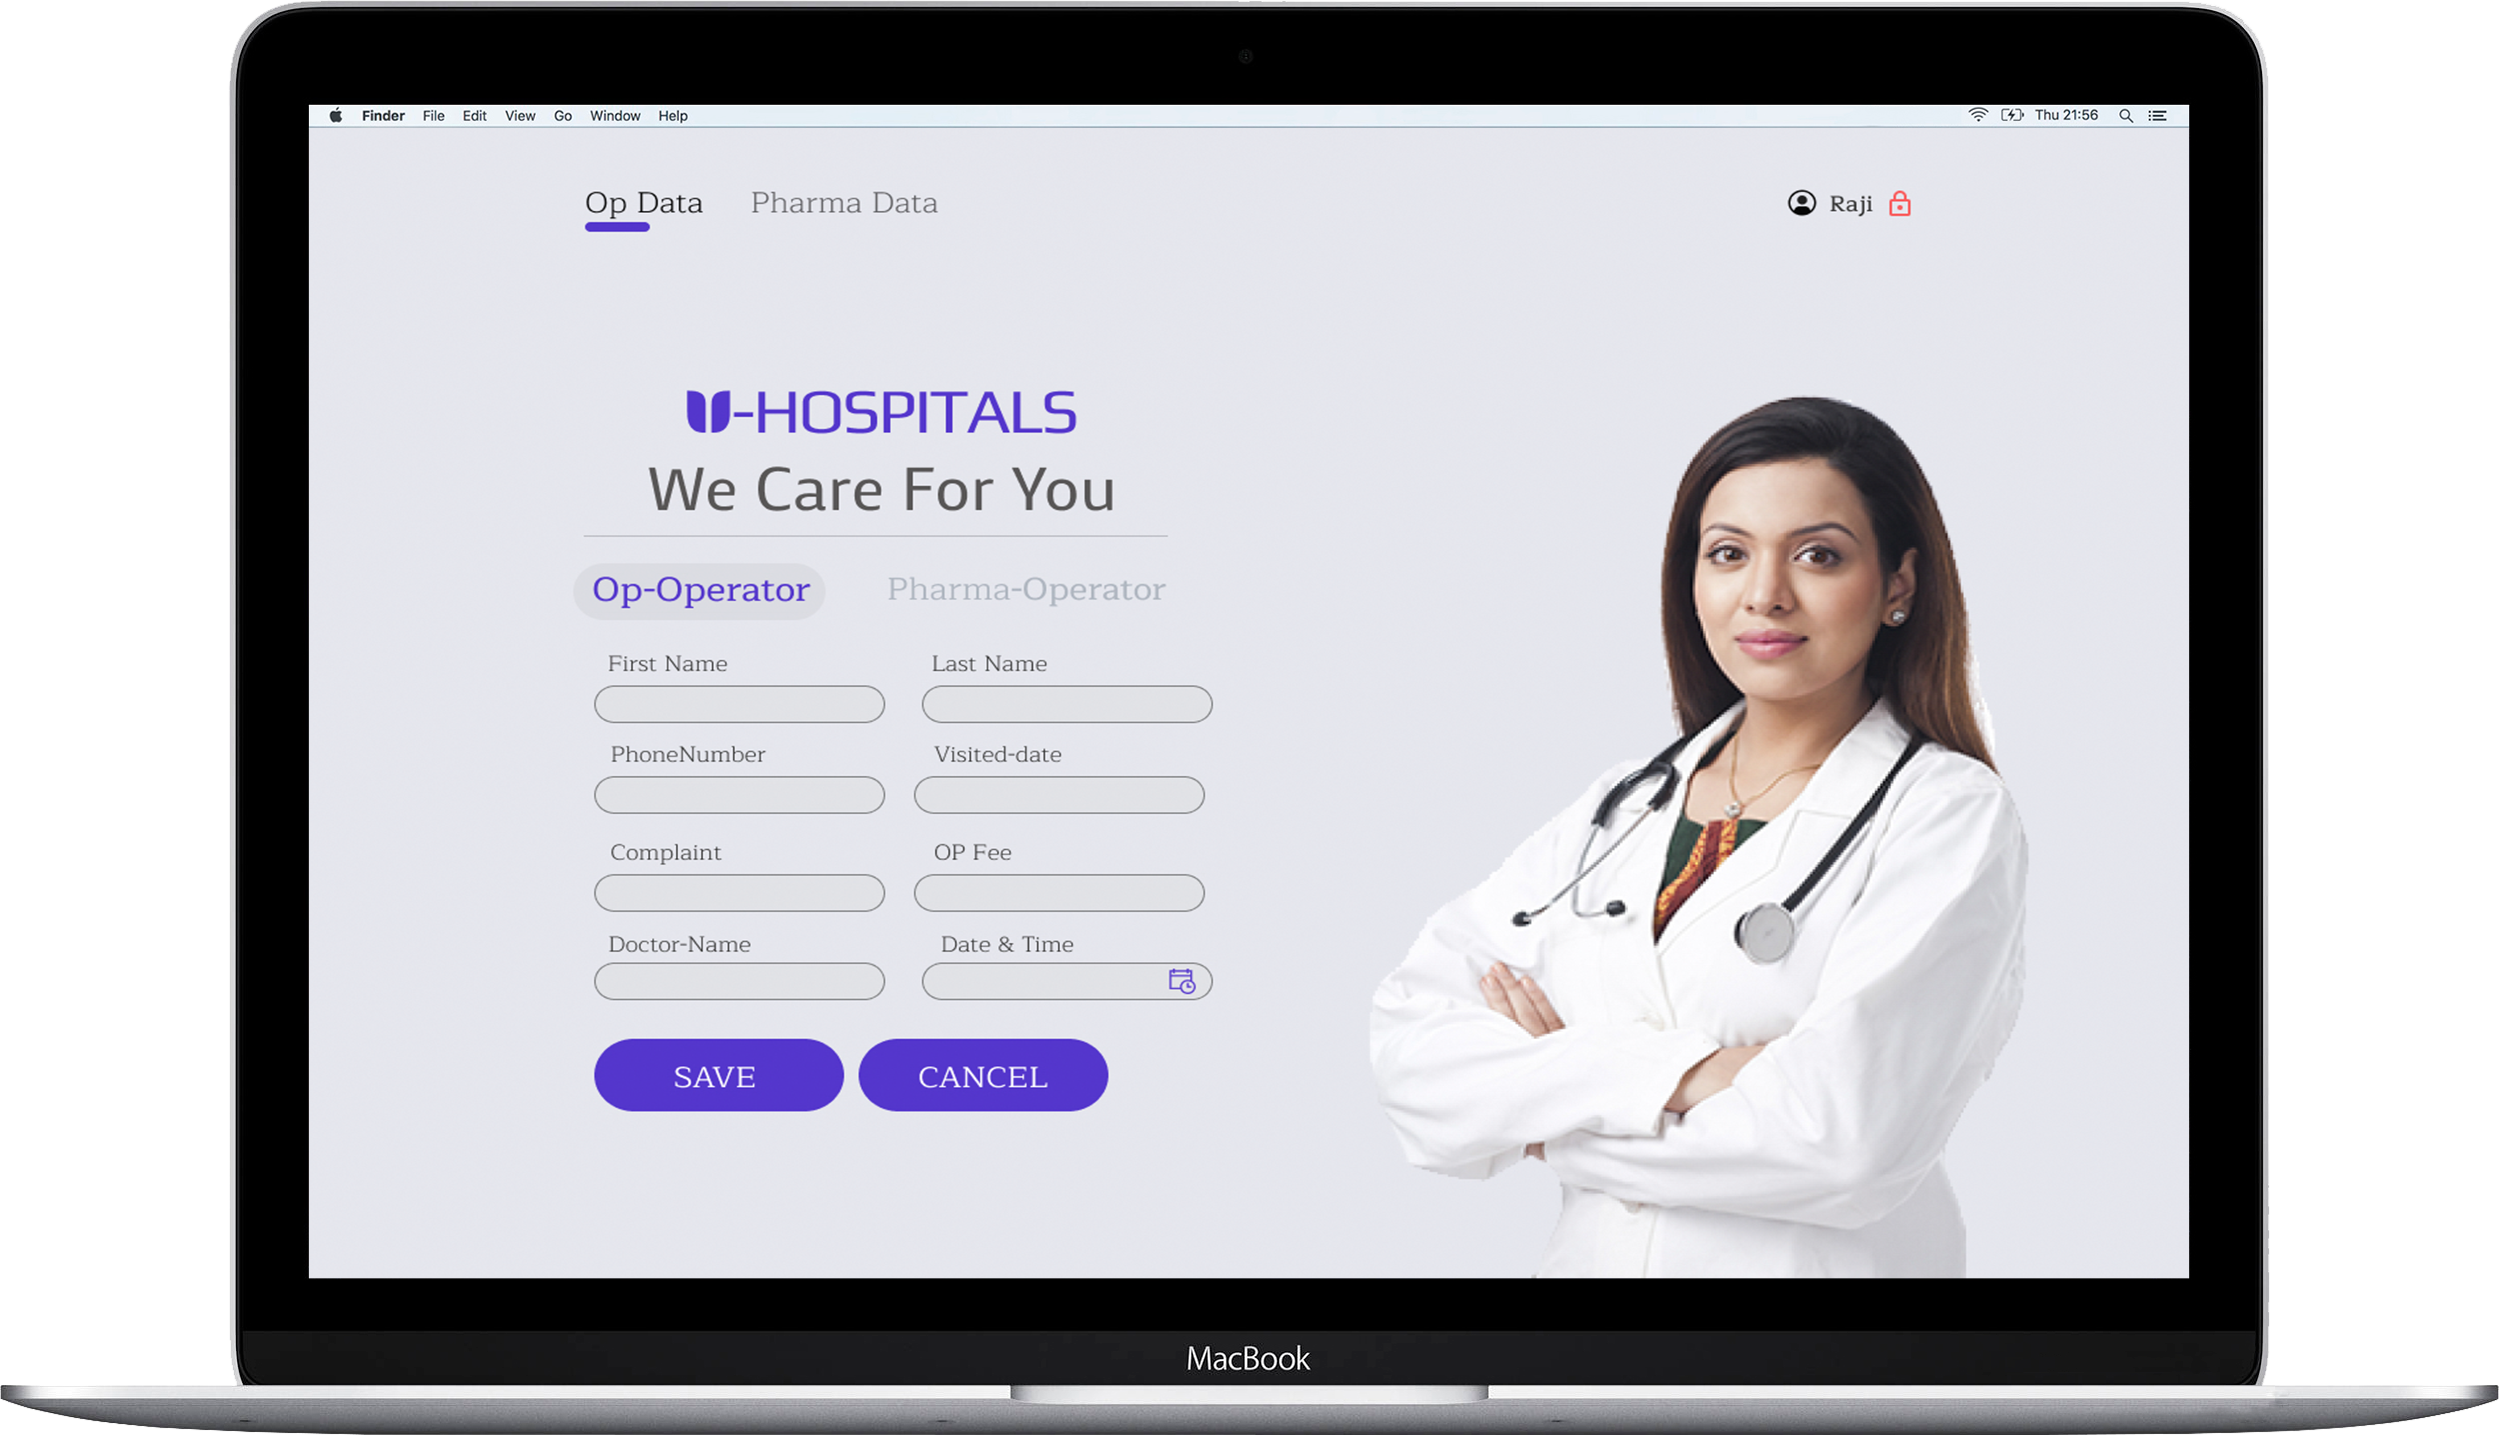 Finder File Edit View Go Window Help Thu 21:56
Op Data Pharma Data Raji
U-HOSPITALS
We Care For You
Op-Operator Pharma-Operator
First Name Last Name
PhoneNumber Visited-date
Complaint OP Fee
Doctor-Name Date & Time
SAVE CANCEL
MacBook